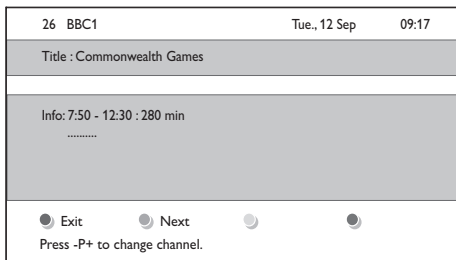 26 BBC1 Tue., 12 Sep 09:17
Title : Commonwealth Games
Info: 7:50 - 12:30 : 280 min
..........
Exit Next
Press -P+ to change channel.